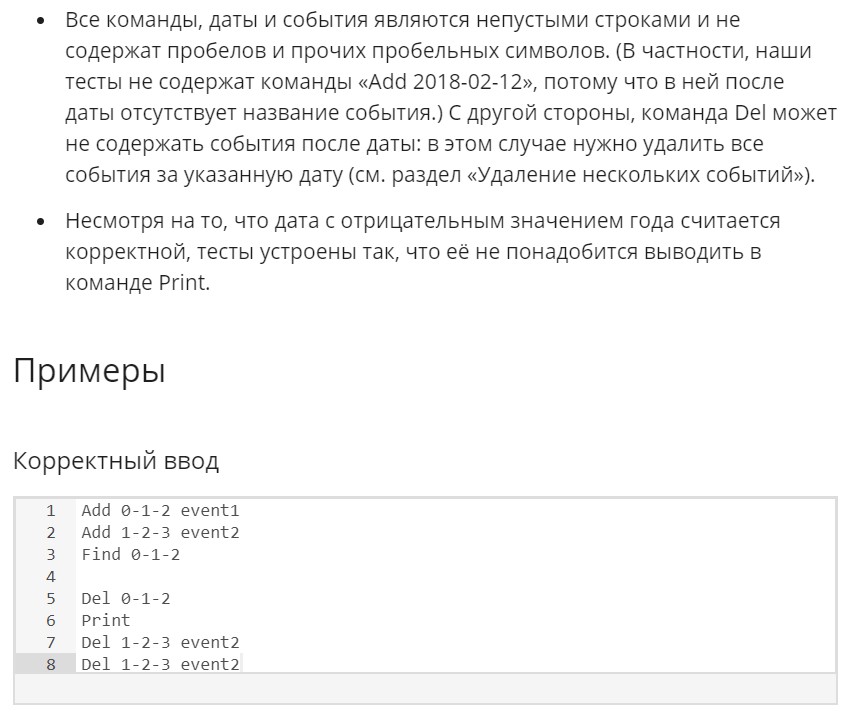 • Все команды, даты и события являются непустыми строками и не
содержат пробелов и прочих пробельных символов. (В частности, наши
тесты не содержат команды «Add 2018-02-12», потому что в ней после
даты отсутствует название события.) С другой стороны, команда Del может
не содержать события после даты: в этом случае нужно удалить все
события за указанную дату (см. раздел «Удаление нескольких событий»).
• Несмотря на то, что дата с отрицательным значением года считается
корректной, тесты устроены так, что её не понадобится выводить в
команде Print.
Примеры
Корректный ввод
1 Add 0-1-2 event1
2 Add 1-2-3 event2
3 Find 0-1-2
4
5 Del 0-1-2
6 Print
7 Del 1-2-3 event2
8 Del 1-2-3 event2